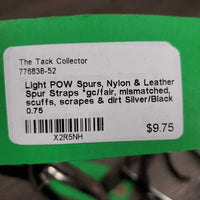 The Tack Collector
776838-52
Light POW Spurs, Nylon & Leather
Spur Straps *gc/fair, mismatched,
scuffs, scrapes & dirt Silver/Black
0.75
X2R5NH
$9.75